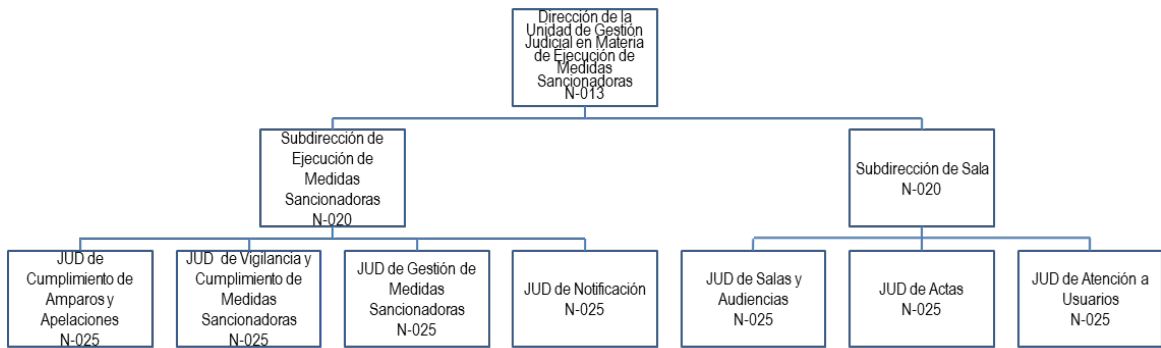 Dirección de la
Unidad de Gestión
Judicial en Materia
de Ejecución de
Medidas
Sancionadoras
N-013
Subdirección de
Ejecución de
Medidas
Sancionadoras
N-020
Subdirección de Sala
N-020
JUD de
Cumplimiento de
Amparos y
Apelaciones
N-025
JUD de Vigilancia y
Cumplimiento de
Medidas
Sancionadoras
N-025
JUD de Gestión de
Medidas
Sancionadoras
N-025
JUD de Notificación
N-025
JUD de Salas y
Audiencias
N-025
JUD de Actas
N-025
JUD de Atención a
Usuarios
N-025